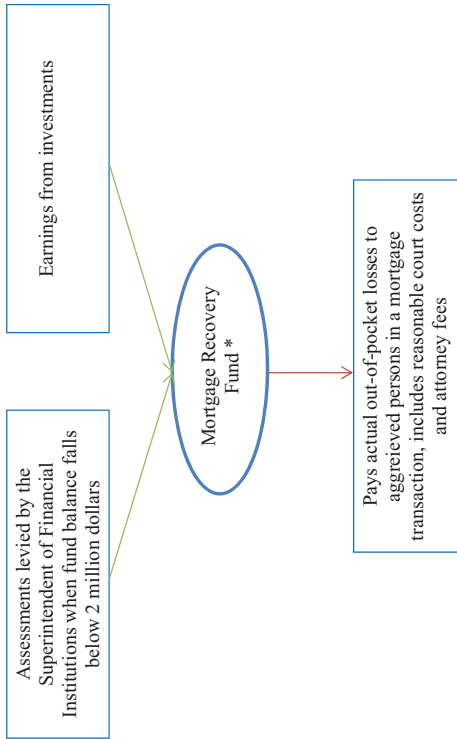 Assessments levied by the
Superintendent of Financial
Institutions when fund balance falls
below 2 million dollars
Earnings from investments
Mortgage Recovery
Fund *
Pays actual out-of-pocket losses to
aggreieved persons in a mortgage
transaction, includes reasonable court costs
and attorney fees